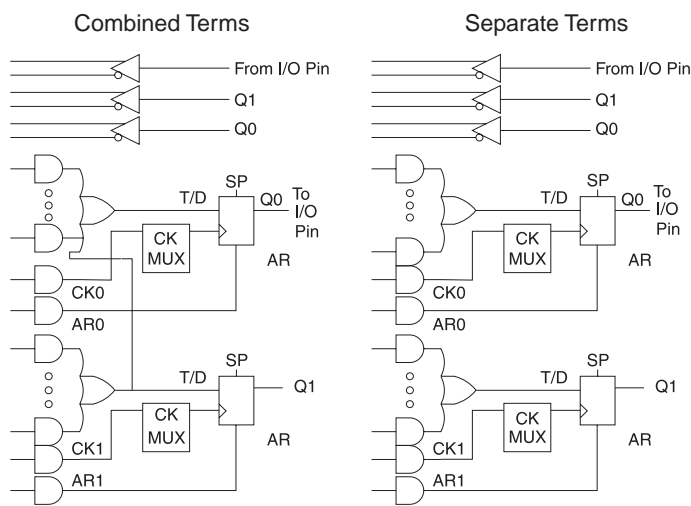 Combined Terms
From I/O Pin
Q1
Q0
SP
T/D
Q0
To
I/O
Pin
CK
MUX
AR
CK0
AR0
SP
T/D
Q1
CK
MUX
AR
CK1
AR1
Separate Terms
From I/O Pin
Q1
Q0
SP
T/D
Q0
To
I/O
Pin
CK
MUX
AR
CK0
AR0
SP
T/D
Q1
CK
MUX
AR
CK1
AR1